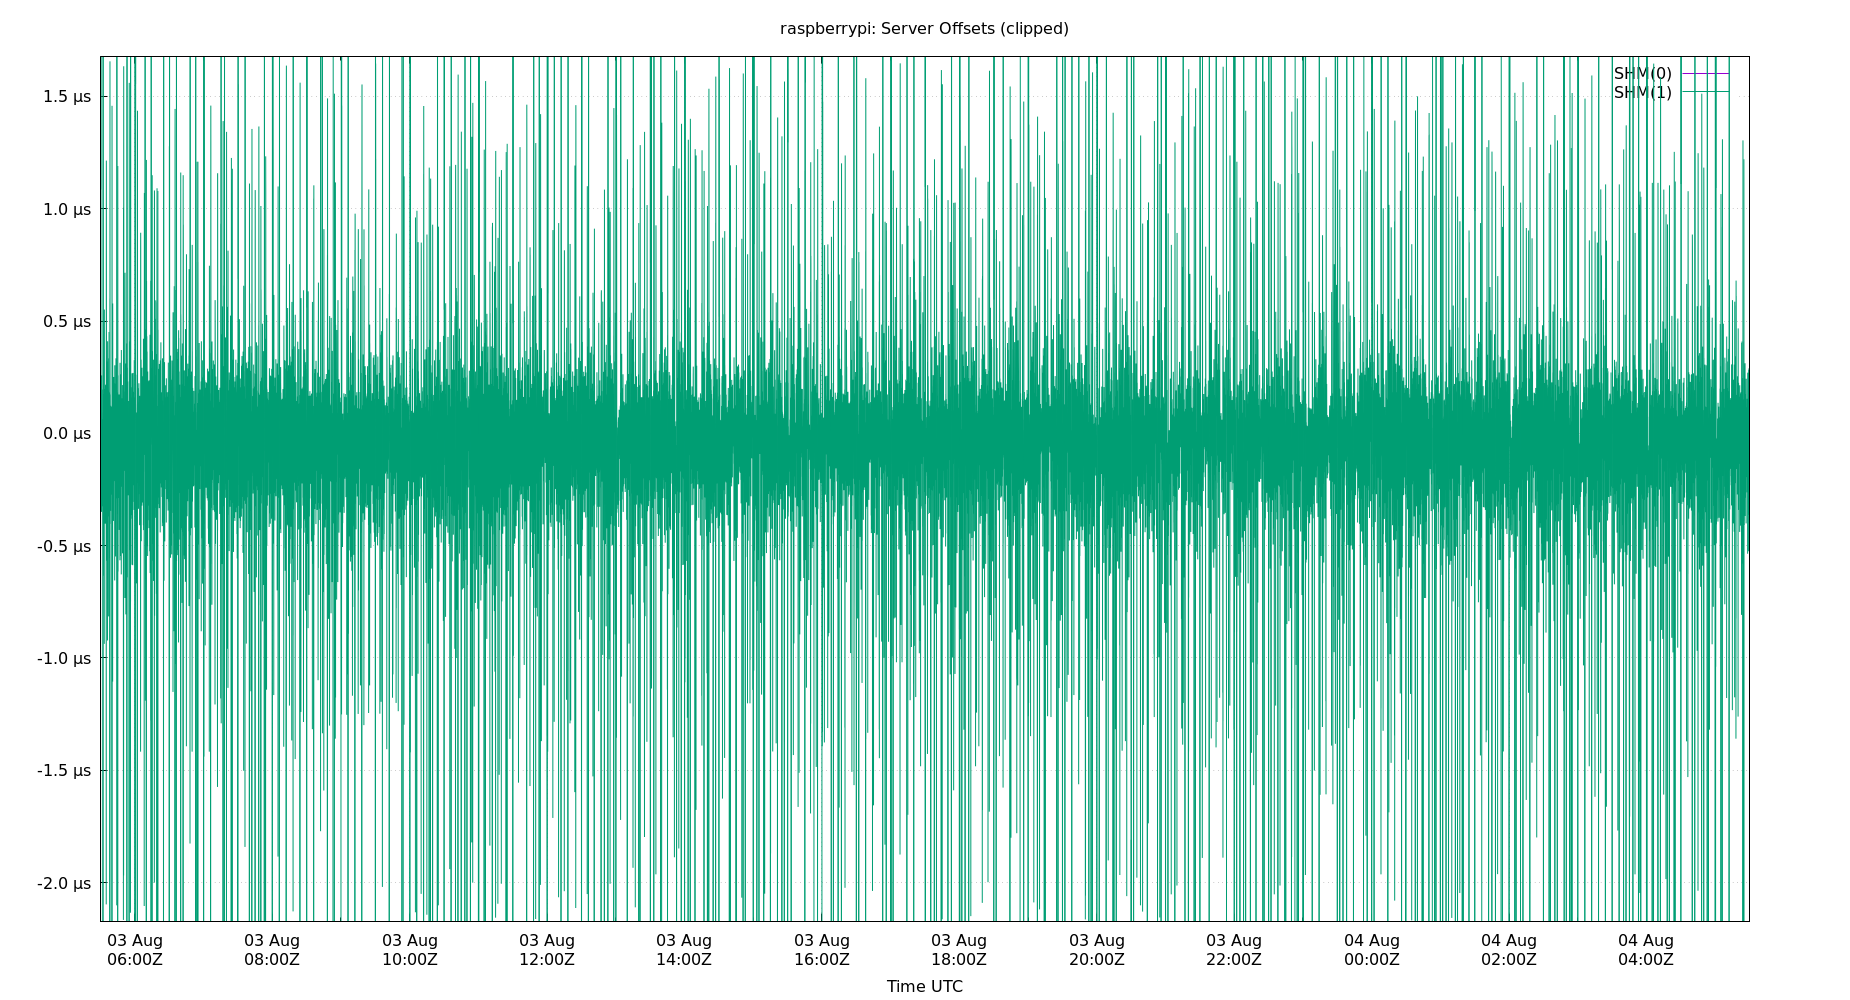 raspberrypi: Server Offsets (clipped)
SHM(0)
SHM(1)
1.5 μs
1.0 μs
0.5 μs
0.0 μs
-0.5 μs
-1.0 μs
-1.5 μs
-2.0 μs
03 Aug 03 Aug 03 Aug 03 Aug 03 Aug 03 Aug 03 Aug 03 Aug 03 Aug 04 Aug 04 Aug 04 Aug
06:00Z 08:00Z 10:00Z 12:00Z 14:00Z 16:00Z 18:00Z 20:00Z 22:00Z 00:00Z 02:00Z 04:00Z
Time UTC